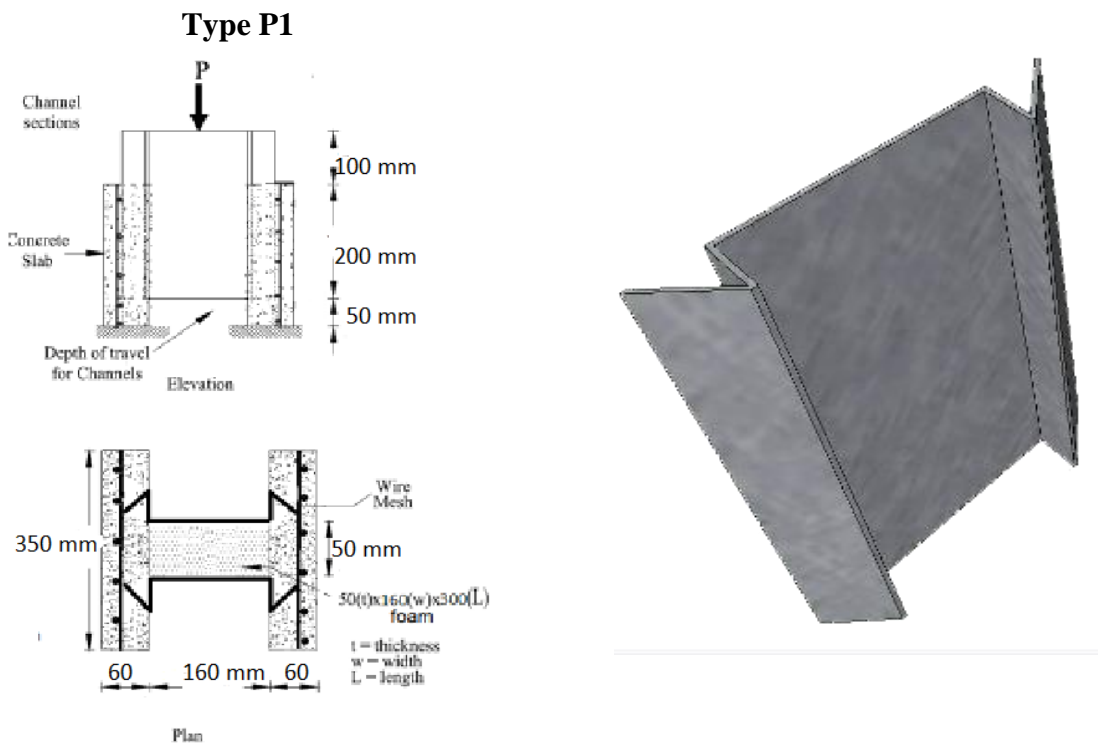 Type P1
P
Channel
sections
100 mm
Concrete
Slab
200 mm
50 mm
Depth of travel
for Channels
Elevation
Wire
Mesh
350 mm
50 mm
50(t)x160(w)x300(L)
foam
t = thickness
w = width
L = length
60 160 mm 60
Plan